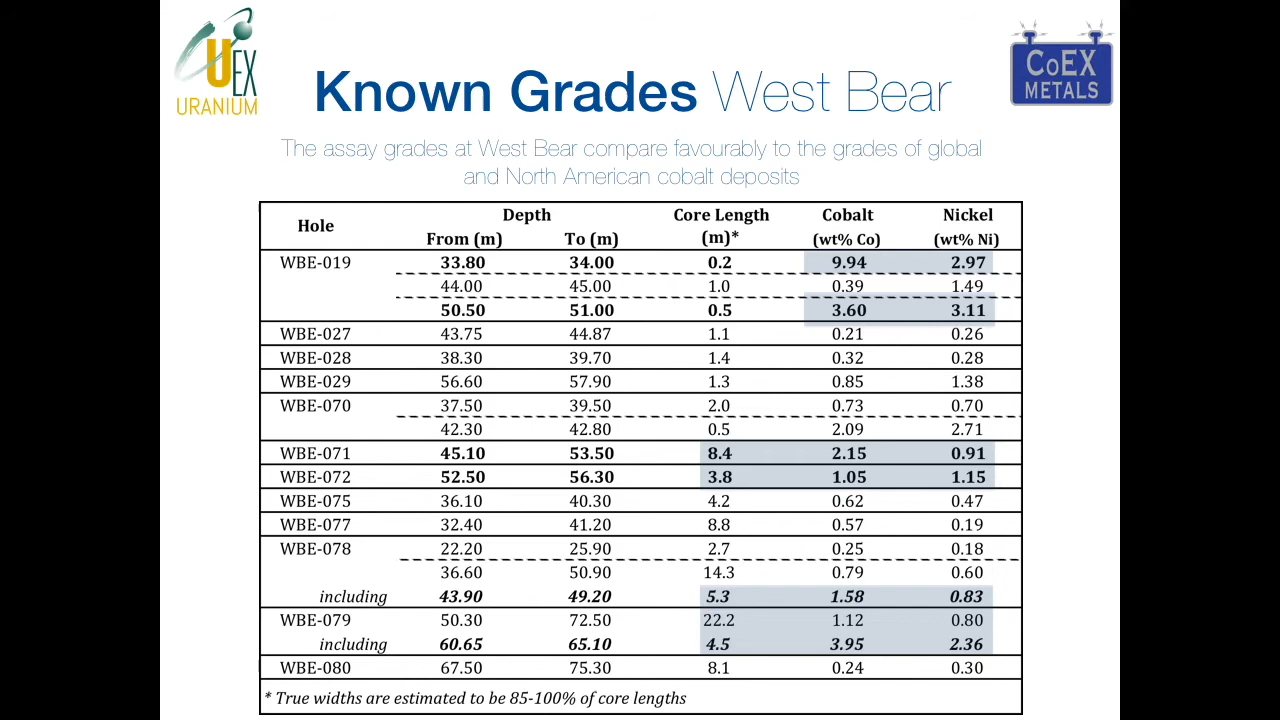 UEX
URANIUM
CoEX
METALS
Known Grades West Bear
The assay grades at West Bear compare favourably to the grades of global
and North American cobalt deposits
Hole Depth Core Length Cobalt Nickel
From (m) To (m) (m)* (wt% Co) (wt% Ni)
WBE-019 33.80 34.00 0.2 9.94 2.97
44.00 45.00 1.0 0.39 1.49
50.50 51.00 0.5 3.60 3.11
WBE-027 43.75 44.87 1.1 0.21 0.26
WBE-028 38.30 39.70 1.4 0.32 0.28
WBE-029 56.60 57.90 1.3 0.85 1.38
WBE-070 37.50 39.50 2.0 0.73 0.70
42.30 42.80 0.5 2.09 2.71
WBE-071 45.10 53.50 8.4 2.15 0.91
WBE-072 52.50 56.30 3.8 1.05 1.15
WBE-075 36.10 40.30 4.2 0.62 0.47
WBE-077 32.40 41.20 8.8 0.57 0.19
WBE-078 22.20 25.90 2.7 0.25 0.18
36.60 50.90 14.3 0.79 0.60
including 43.90 49.20 5.3 1.58 0.83
WBE-079 50.30 72.50 22.2 1.12 0.80
including 60.65 65.10 4.5 3.95 2.36
WBE-080 67.50 75.30 8.1 0.24 0.30
* True widths are estimated to be 85-100% of core lengths